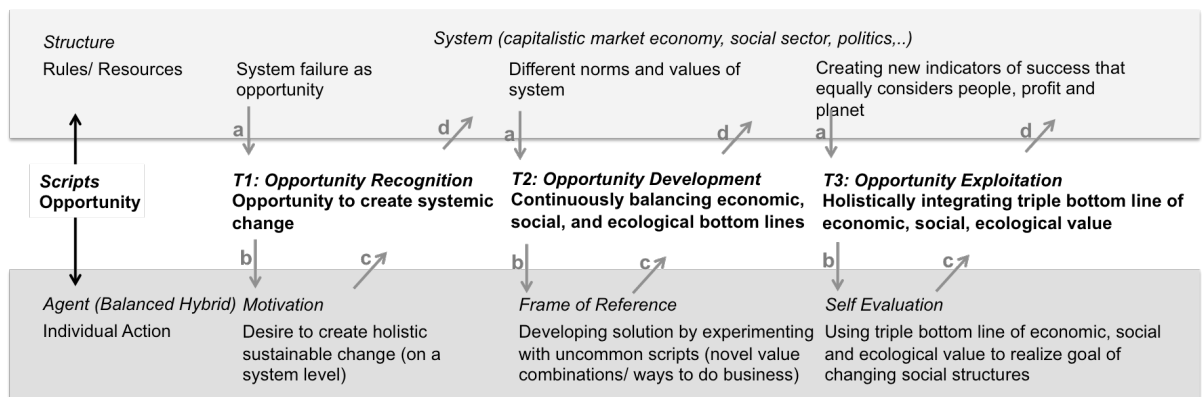 Structure
System (capitalistic market economy, social sector, politics,..)
Rules/ Resources
System failure as
opportunity
Different norms and values of
system
Creating new indicators of success that
equally considers people, profit and
planet
a
d
a
d
a
d
Scripts
Opportunity
T1: Opportunity Recognition
Opportunity to create systemic
change
T2: Opportunity Development
Continuously balancing economic,
social, and ecological bottom lines
T3: Opportunity Exploitation
Holistically integrating triple bottom line of
economic, social, ecological value
b
c
b
c
b
c
Agent (Balanced Hybrid)
Individual Action
Motivation
Desire to create holistic
sustainable change (on a
system level)
Frame of Reference
Developing solution by experimenting
with uncommon scripts (novel value
combinations/ ways to do business)
Self Evaluation
Using triple bottom line of economic, social
and ecological value to realize goal of
changing social structures